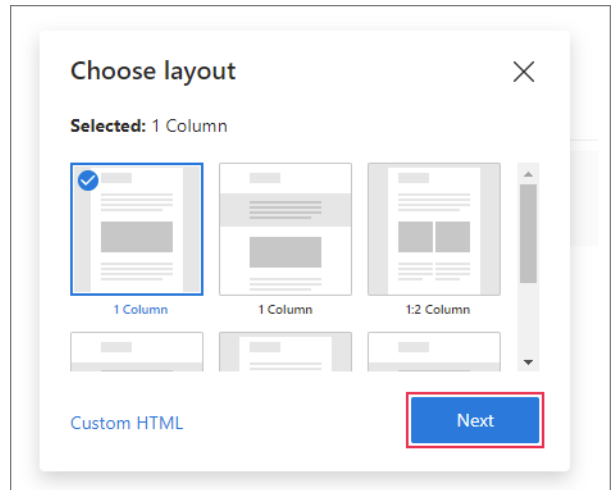 Choose layout
Selected: 1 Column
1 Column
1 Column
1:2 Column
Custom HTML
Next